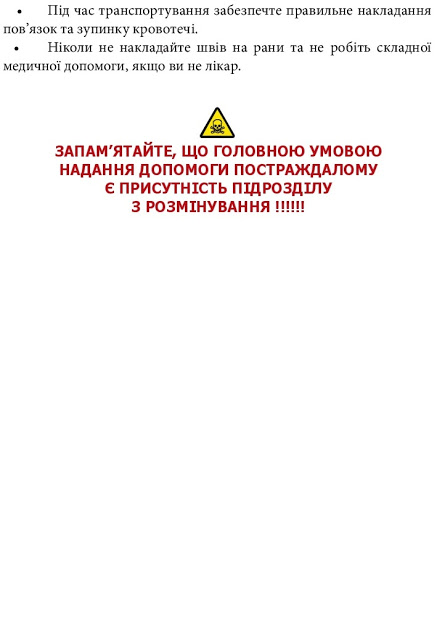 • Під час транспортування забезпечте правильне накладання
пов’язок та зупинку кровотечі.
• Ніколи не накладайте швів на рани та не робіть складної
медичної допомоги, якщо ви не лікар.
ЗАПАМ’ЯТАЙТЕ, ЩО ГОЛОВНОЮ УМОВОЮ
НАДАННЯ ДОПОМОГИ ПОСТРАЖДАЛОМУ
Є ПРИСУТНІСТЬ ПІДРОЗДІЛУ
З РОЗМІНУВАННЯ !!!!!!